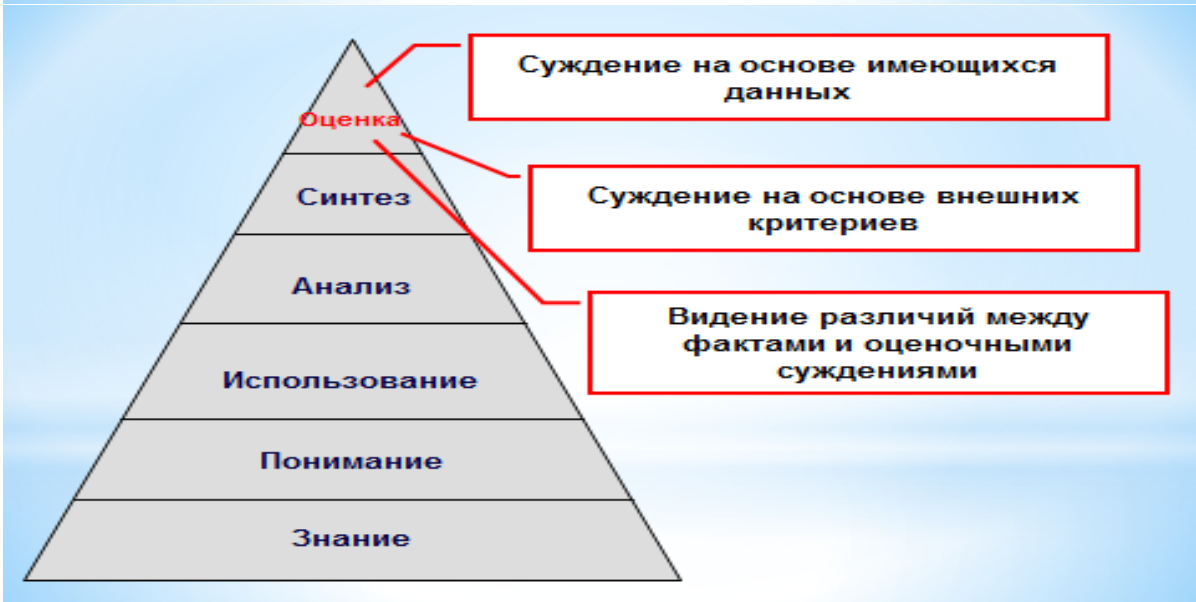 Суждение на основе имеющихся
данных
Оценка
Синтез
Суждение на основе внешних
критериев
Анализ
Видение различий между
фактами и оценочными
суждениями
Использование
Понимание
Знание